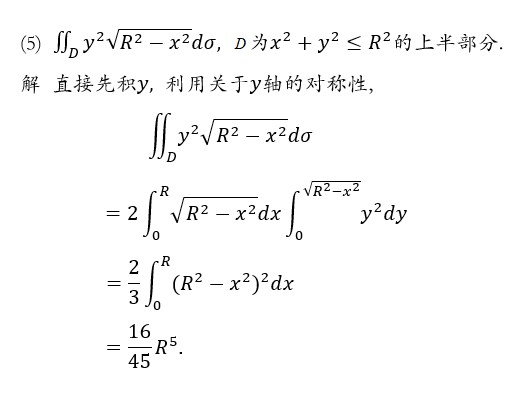 (5) ∬_D y²√(R² − x²)dσ, D为x² + y² ≤ R²的上半部分.
解 直接先积y, 利用关于y轴的对称性,
∬_D y²√(R² − x²)dσ
= 2∫_0^R √(R² − x²)dx ∫_0^√(R²−x²) y²dy
= 2/3 ∫_0^R (R² − x²)²dx
= 16/45 R⁵.